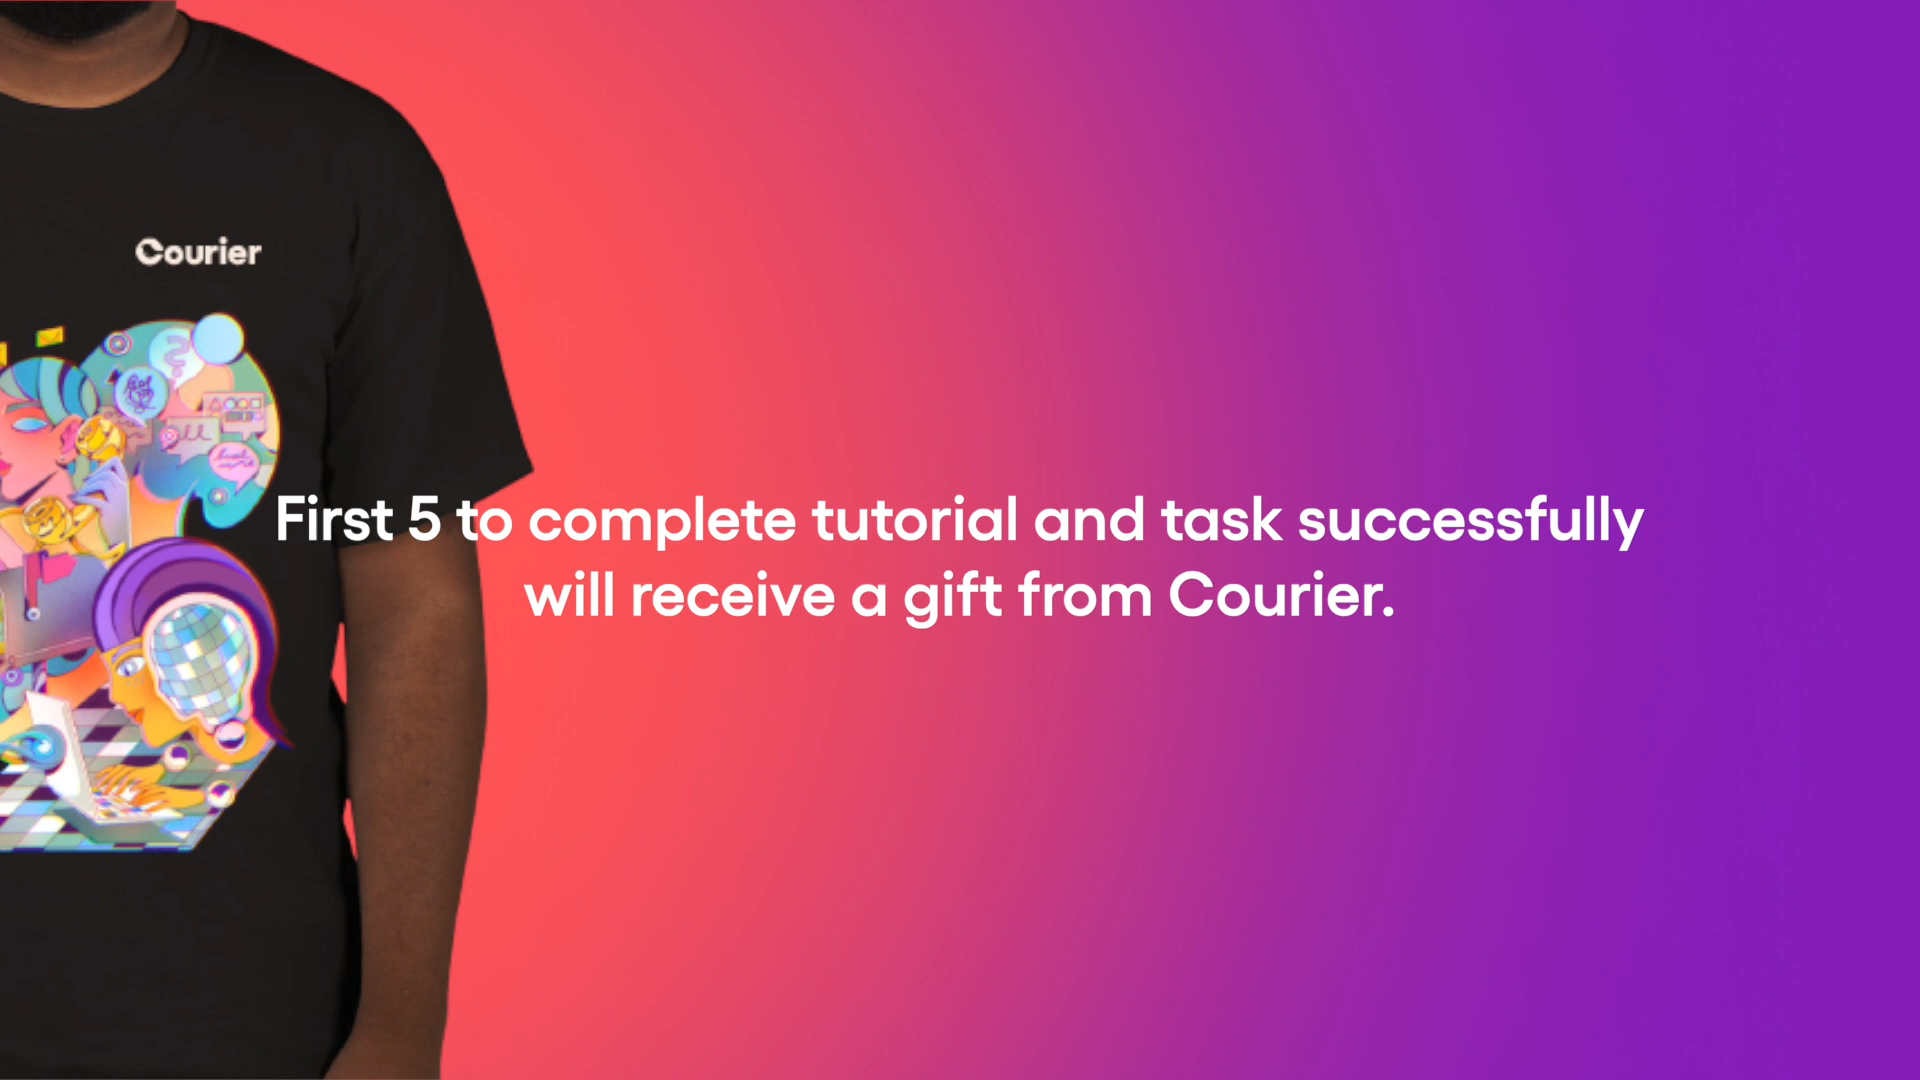 Courier
First 5 to complete tutorial and task successfully
will receive a gift from Courier.